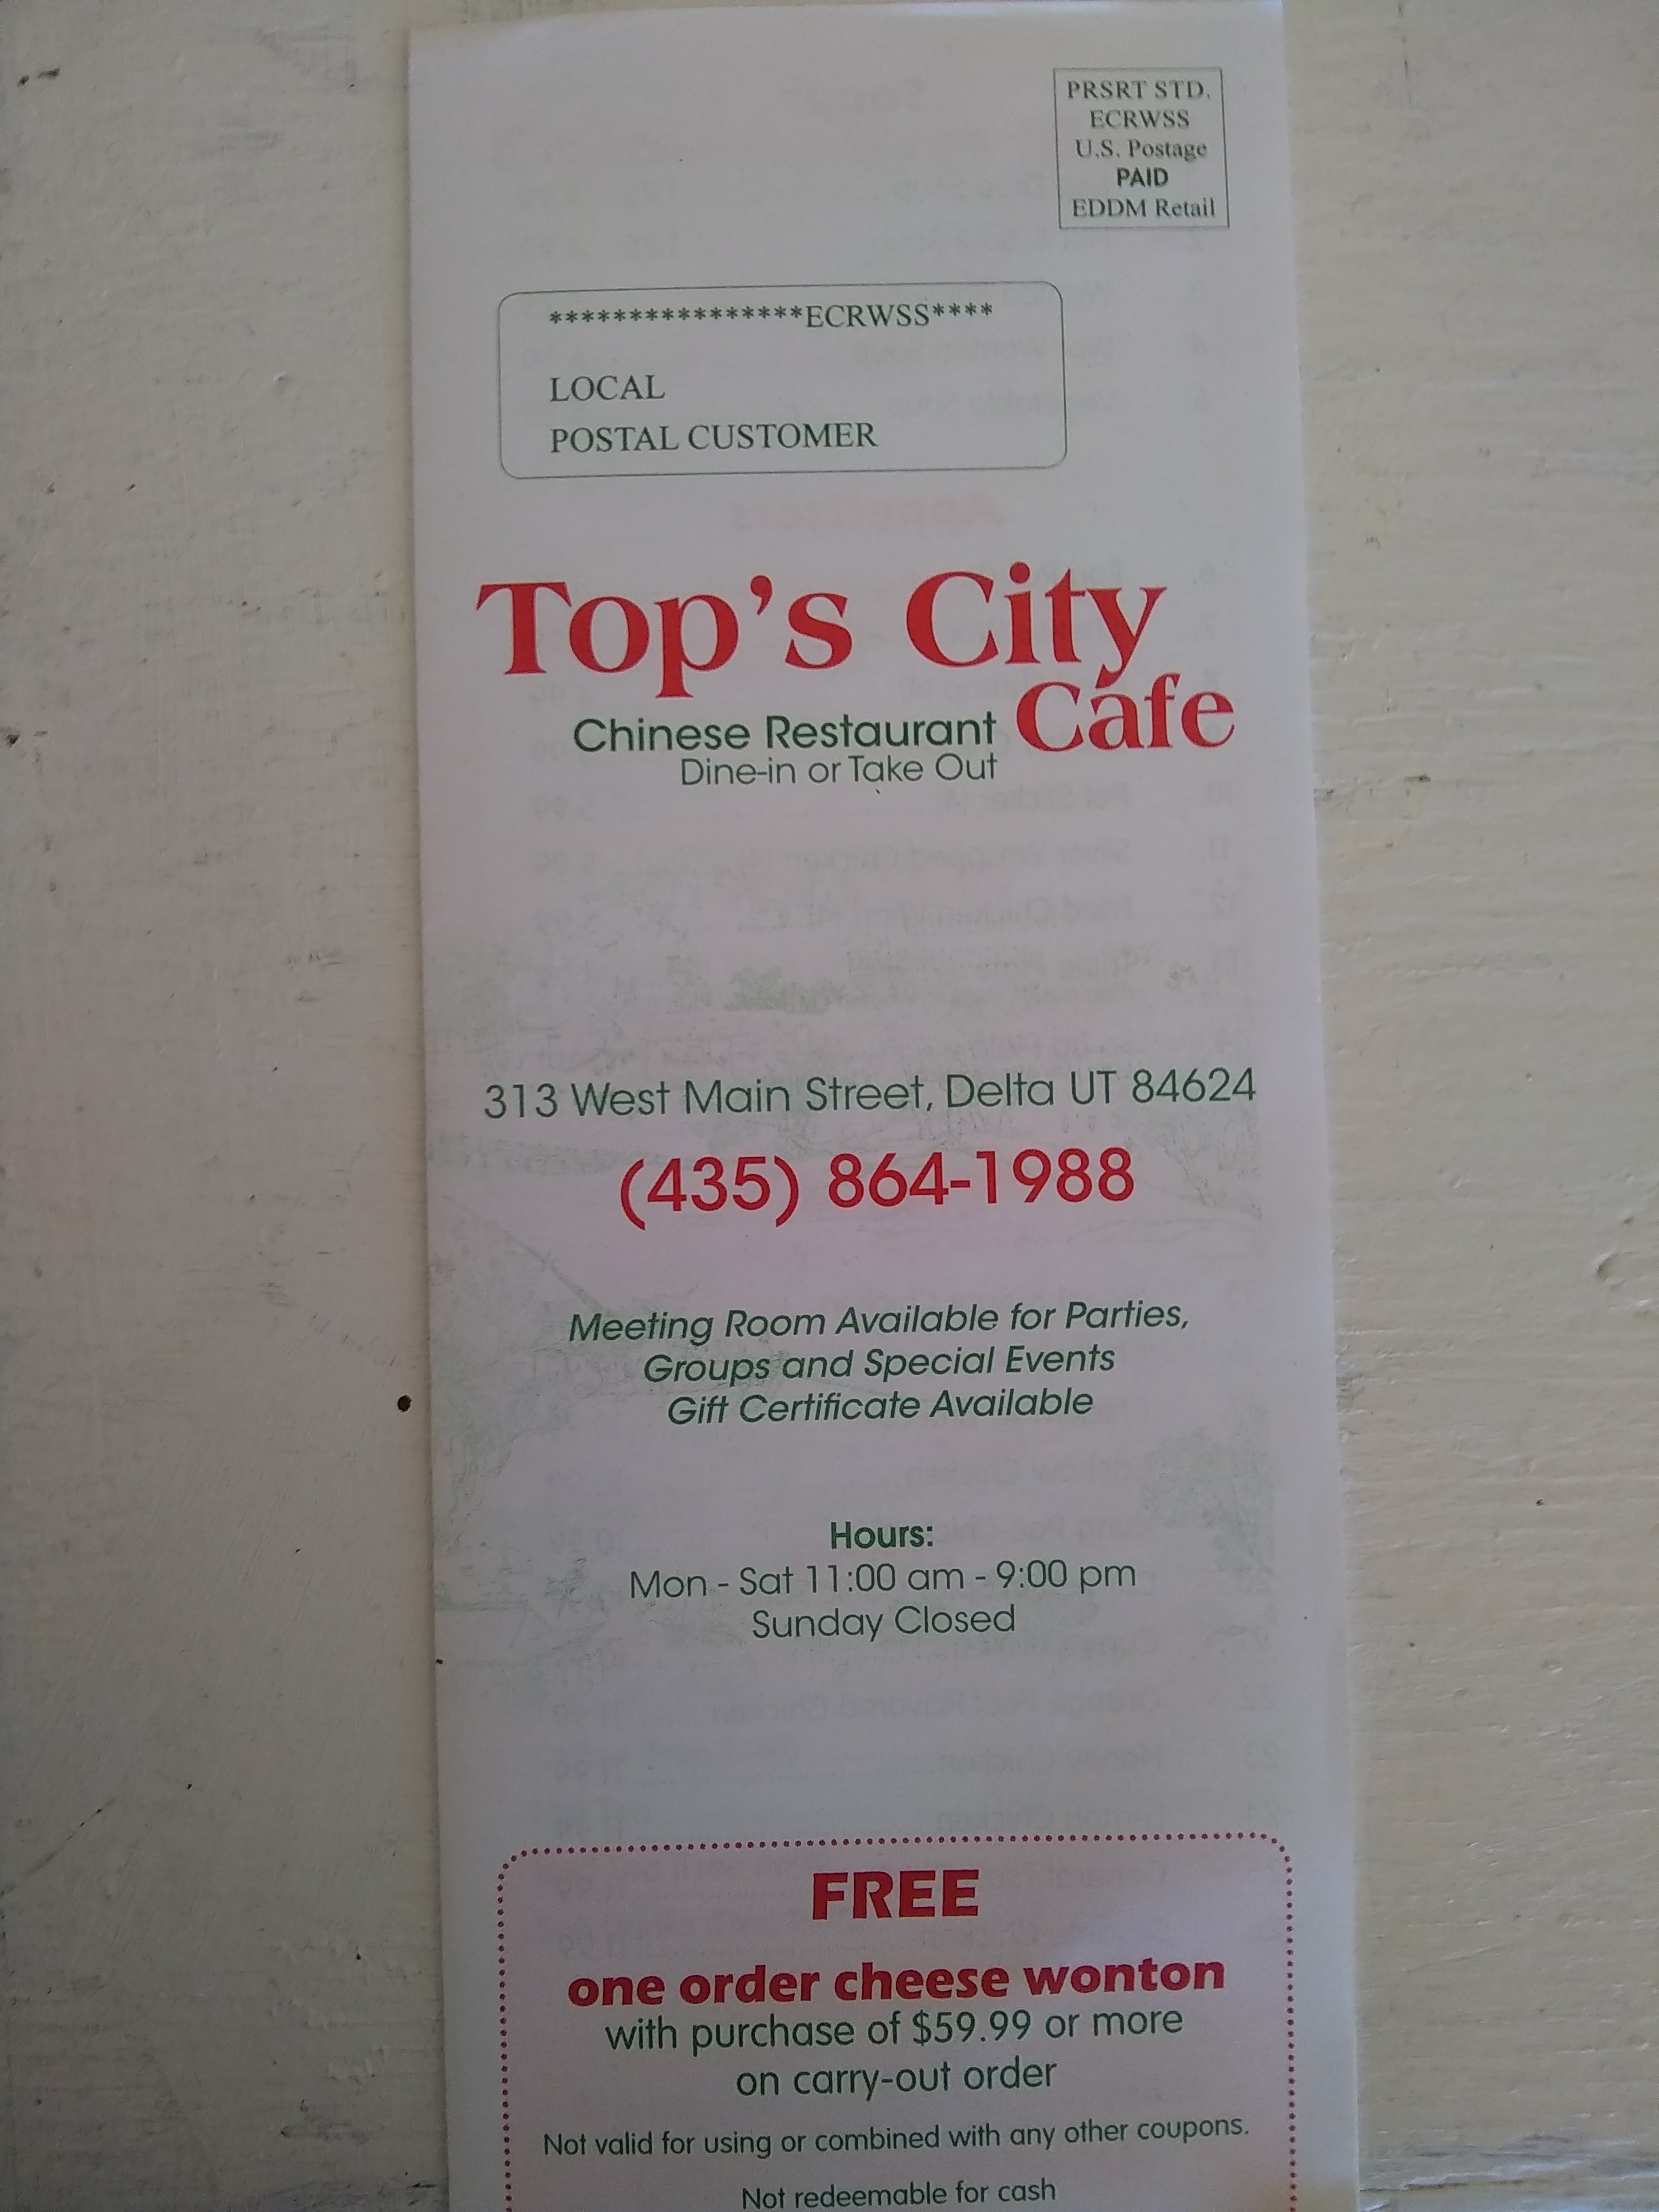 PRSRT STD.
ECRWSS
U.S. Postage
PAID
EDDM Retail
****************ECRWSS****
LOCAL
POSTAL CUSTOMER
Top's City
Cafe
Chinese Restaurant
Dine-in or Take Out
313 West Main Street, Delta UT 84624
(435) 864-1988
Meeting Room Available for Parties,
Groups and Special Events
Gift Certificate Available
Hours:
Mon - Sat 11:00 am - 9:00 pm
Sunday Closed
FREE
one order cheese wonton
with purchase of $59.99 or more
on carry-out order
Not valid for using or combined with any other coupons.
Not redeemable for cash